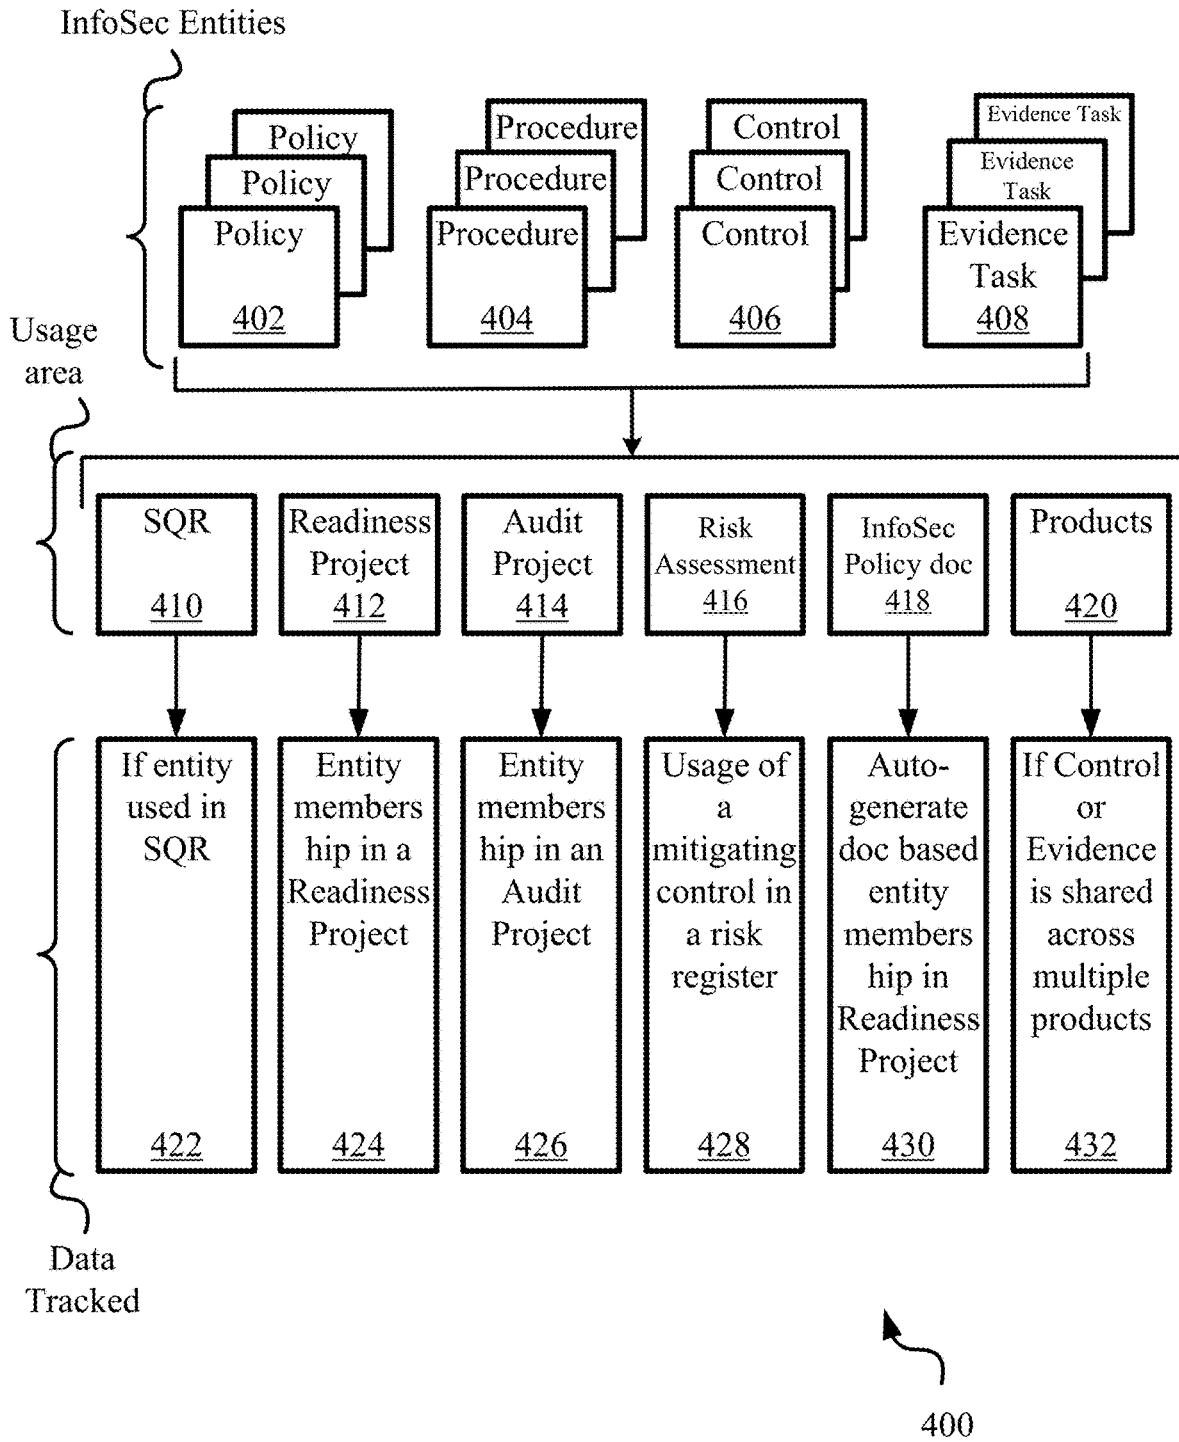 InfoSec Entities
Policy
Policy
Policy
402
Procedure
Procedure
Procedure
404
Control
Control
Control
406
Evidence Task
Evidence
Task
Evidence
Task
408
Usage
area
SQR
410
Readiness
Project
412
Audit
Project
414
Risk
Assessment
416
InfoSec
Policy doc
418
Products
420
If entity
used in
SQR
422
Entity
members
hip in a
Readiness
Project
424
Entity
members
hip in an
Audit
Project
426
Usage of
a
mitigating
control in
a risk
register
428
Auto-
generate
doc based
entity
members
hip in
Readiness
Project
430
If Control
or
Evidence
is shared
across
multiple
products
432
Data
Tracked
400